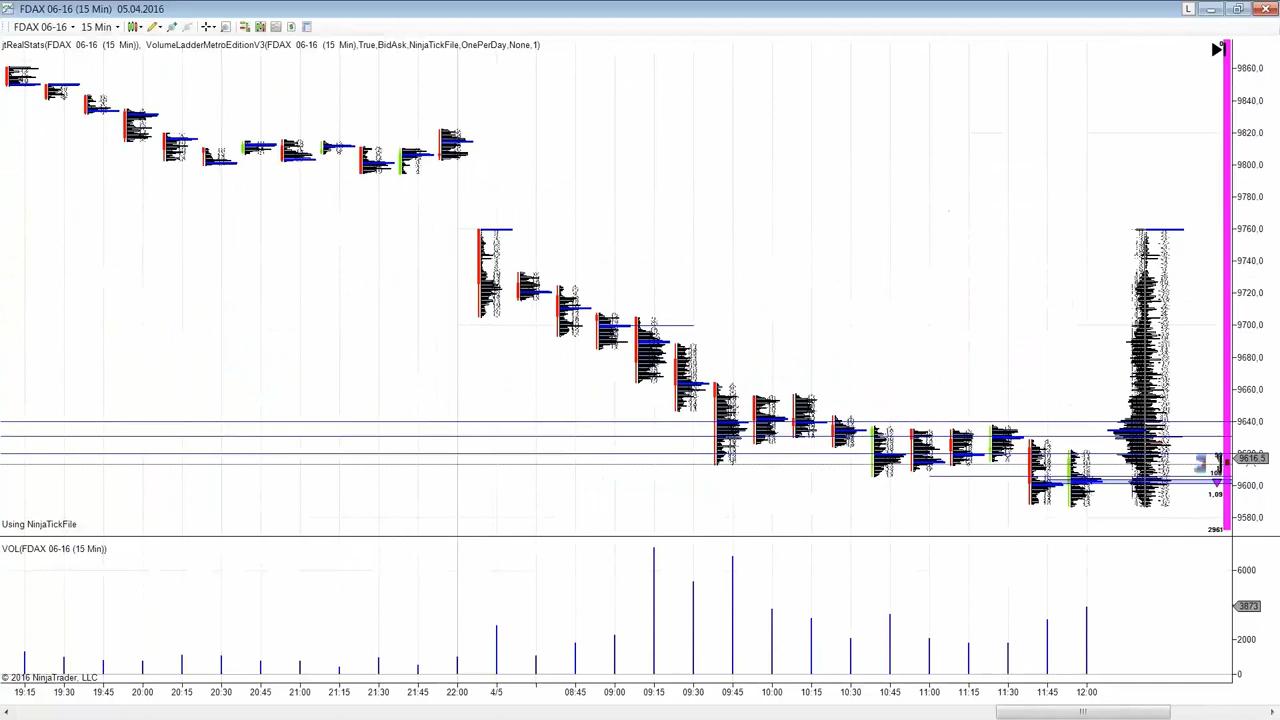 FDAX 06-16 (15 Min) 05.04.2016
L
FDAX 06-16 15 Min
jtRealStats(FDAX 06-16 (15 Min)), VolumeLadderMetroEditionV3(FDAX 06-16 (15 Min),True,BidAsk,NinjaTickFile,OnePerDay,None,1)
9860,0
9840,0
9820,0
9800,0
9780,0
9760,0
9740,0
9720,0
9700,0
9680,0
9660,0
9640,0
9616,5
9600,0
1,09
9580,0
2961
Using NinjaTickFile
VOL(FDAX 06-16 (15 Min))
6000
3873
2000
0
© 2016 NinjaTrader, LLC
19:15 19:30 19:45 20:00 20:15 20:30 20:45 21:00 21:15 21:30 21:45 22:00 4/5 08:45 09:00 09:15 09:30 09:45 10:00 10:15 10:30 10:45 11:00 11:15 11:30 11:45 12:00